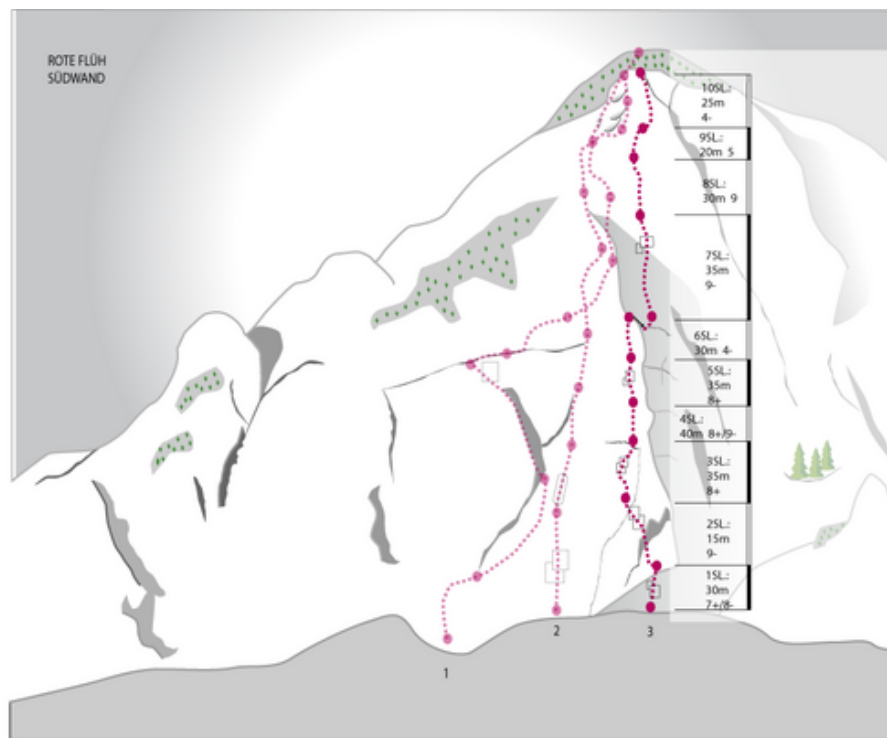 ROTE FLÜH
SÜDWAND
10SL.:
25m
4-
9SL.:
20m 5
8SL.:
30m 9
7SL.:
35m
9-
6SL.:
30m 4-
5SL.:
35m
8+
4SL.:
40m 8+/9-
3SL.:
35m
8+
2SL.:
15m
9-
1SL.:
30m
7+/8-
1
2
3